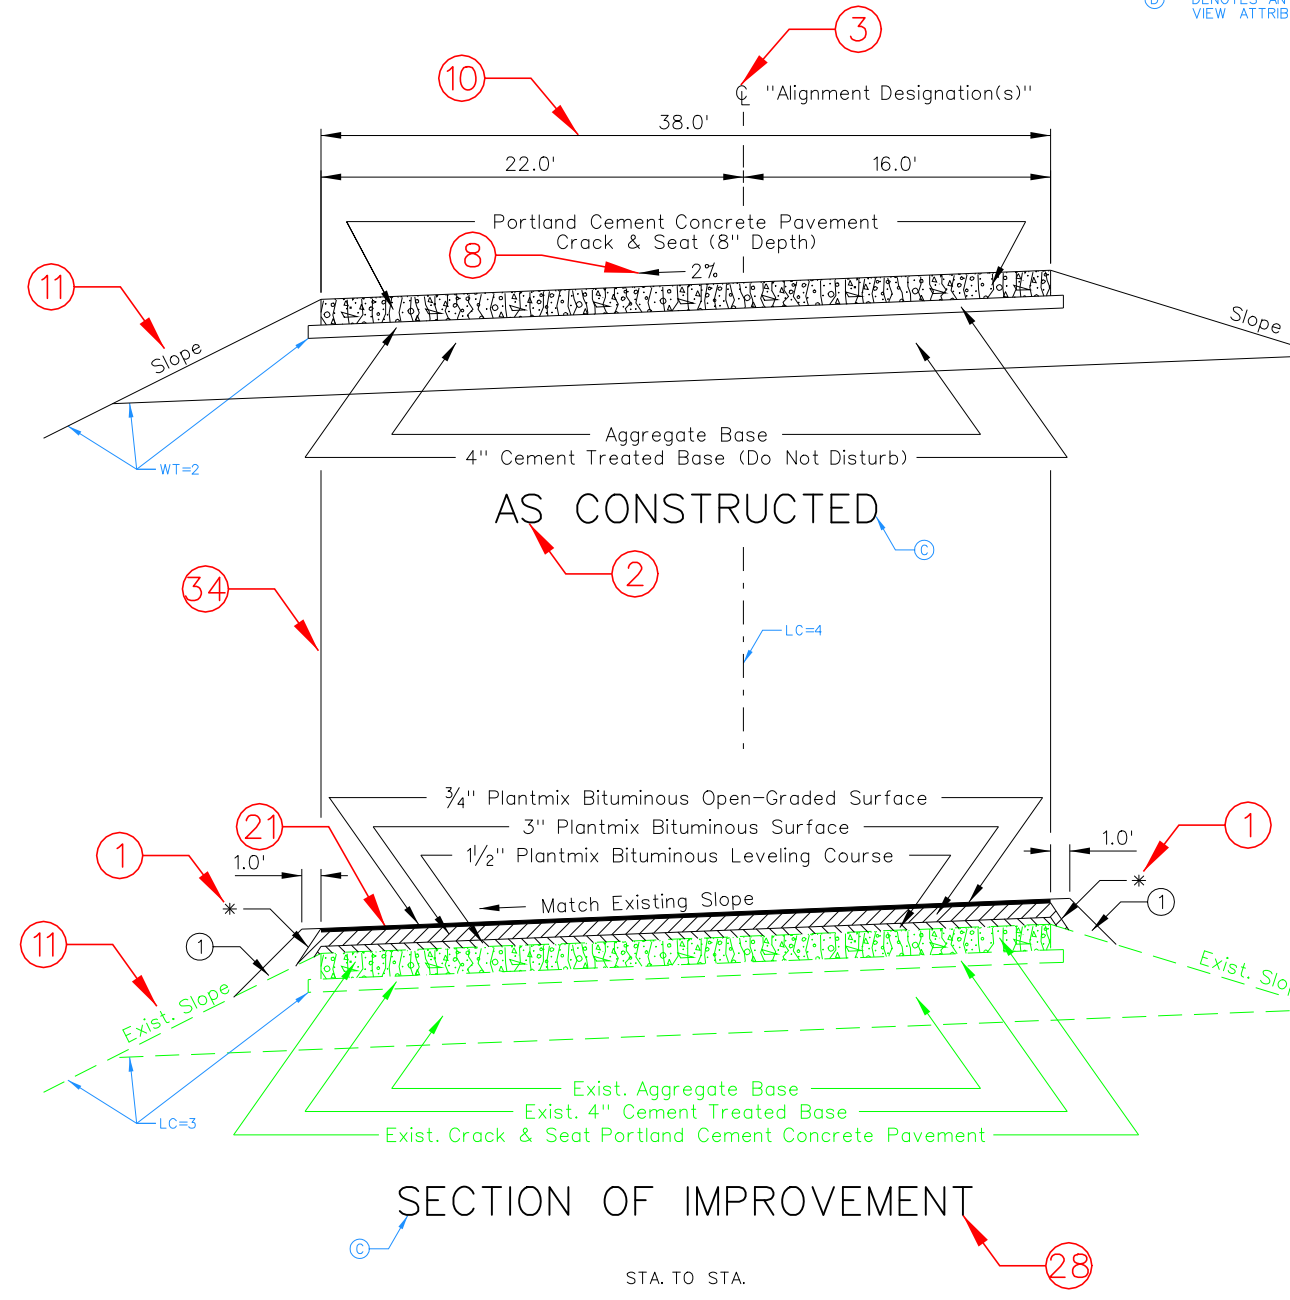 D DENOTES AN
VIEW ATTRIB
3
10
℄ "Alignment Designation(s)"
38.0'
22.0' 16.0'
Portland Cement Concrete Pavement
Crack & Seat (8" Depth)
8
2%
11
Slope
Slope
Aggregate Base
4" Cement Treated Base (Do Not Disturb)
WT=2
AS CONSTRUCTED
C
2
34
LC=4
3/4" Plantmix Bituminous Open-Graded Surface
21
3" Plantmix Bituminous Surface
1
1
1.0'
1 1/2" Plantmix Bituminous Leveling Course
1.0'
*
*
Match Existing Slope
1
1
11
Exist. Slope
Exist. Slo
Exist. Aggregate Base
Exist. 4" Cement Treated Base
LC=3
Exist. Crack & Seat Portland Cement Concrete Pavement
SECTION OF IMPROVEMENT
C
28
STA. TO STA.